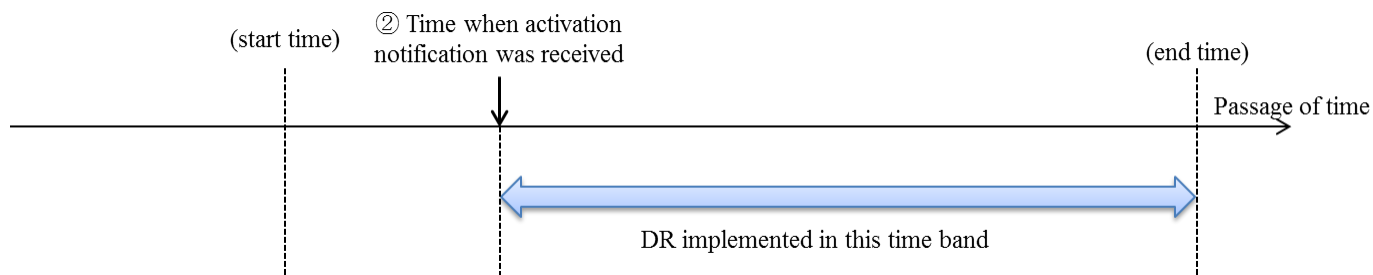 (start time)
② Time when activation
notification was received
(end time)
Passage of time
DR implemented in this time band